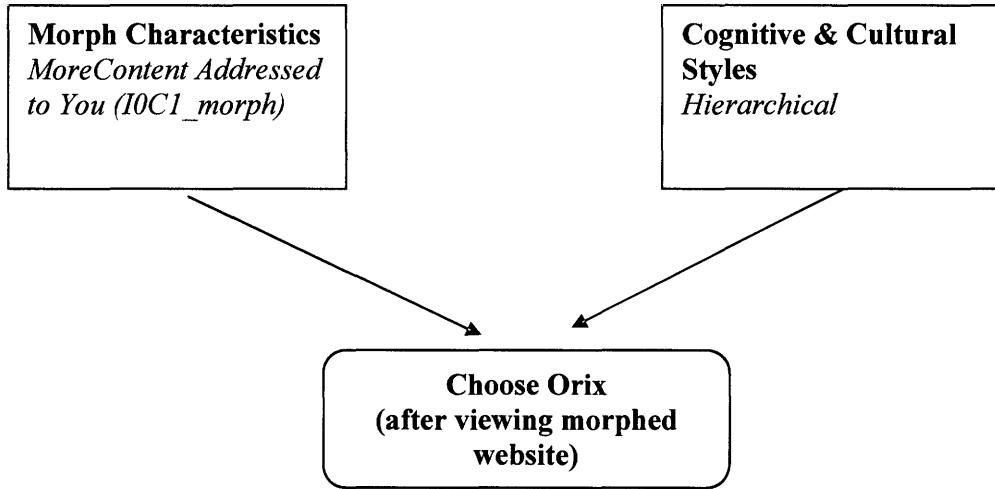 Morph Characteristics
MoreContent Addressed
to You (I0C1_morph)
Cognitive & Cultural
Styles
Hierarchical
Choose Orix
(after viewing morphed
website)